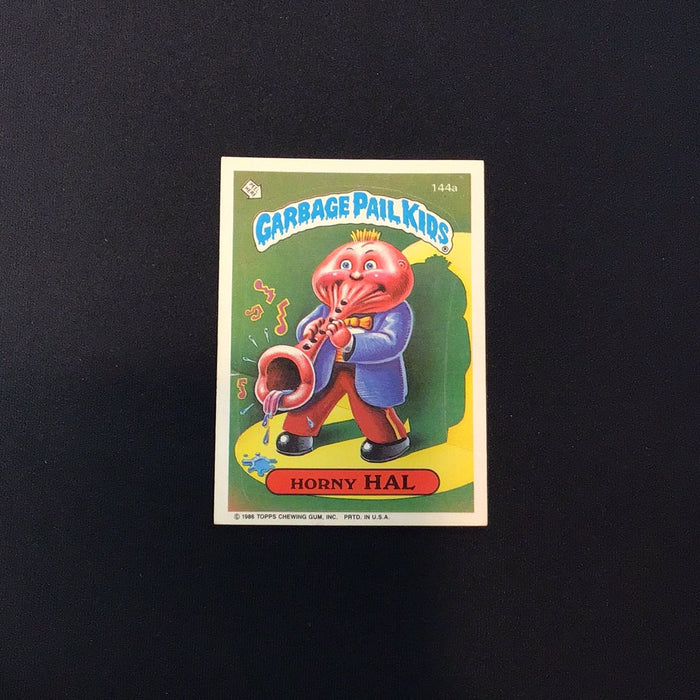 144a
GARBAGE PAIL KIDS®
HORNY HAL
© 1986 TOPPS CHEWING GUM, INC. PRTD. IN U.S.A.